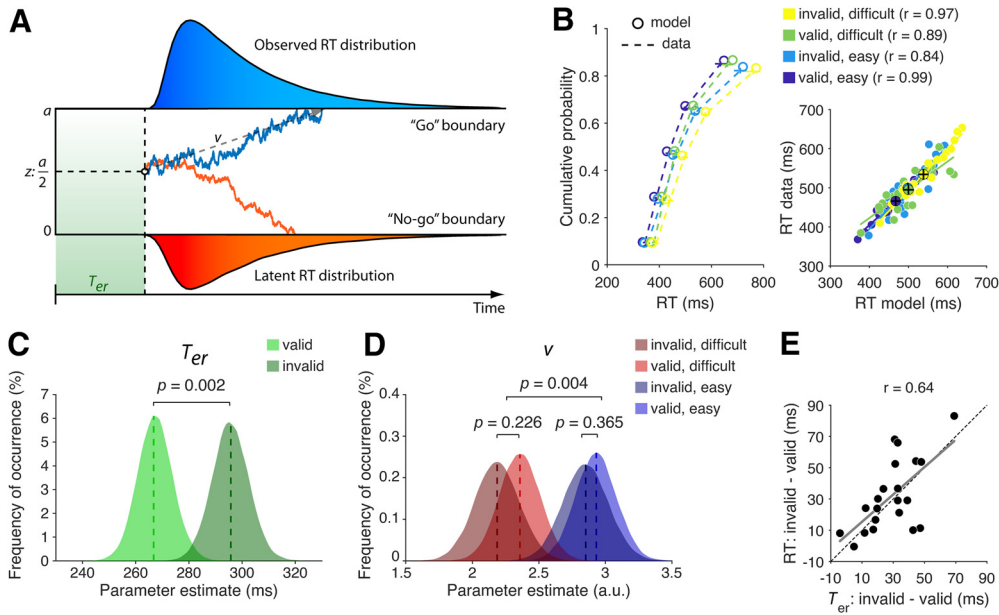 A
Observed RT distribution
a
"Go" boundary
v
z: a/2
"No-go" boundary
0
Latent RT distribution
Ter
Time
B
model
data
Cumulative probability
1
0.8
0.6
0.4
0.2
0
200 400 600 800
RT (ms)
invalid, difficult (r = 0.97)
valid, difficult (r = 0.89)
invalid, easy (r = 0.84)
valid, easy (r = 0.99)
RT data (ms)
700
600
500
400
300
300 400 500 600 700
RT model (ms)
C
Ter
valid
invalid
p = 0.002
Frequency of occurrence (%)
7
6
5
4
3
2
1
0
240 260 280 300 320
Parameter estimate (ms)
D
v
invalid, difficult
valid, difficult
invalid, easy
valid, easy
p = 0.004
p = 0.226 p = 0.365
Frequency of occurrence (%)
0.4
0.3
0.2
0.1
0
1.5 2 2.5 3 3.5
Parameter estimate (a.u.)
E
r = 0.64
RT: invalid - valid (ms)
90
70
50
30
10
-10
-10 10 30 50 70 90
Ter: invalid - valid (ms)